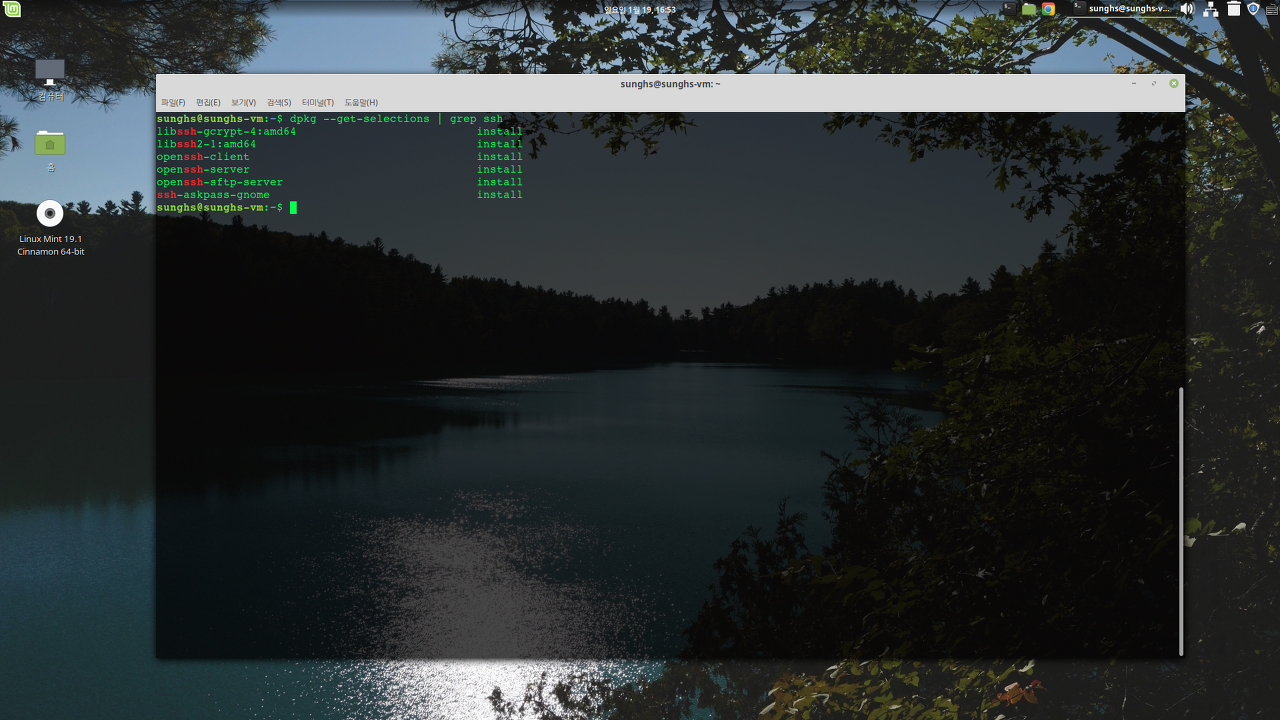 일요일 1월 19, 16:53
sunghs@sunghs-v...
컴퓨터
홈
Linux Mint 19.1
Cinnamon 64-bit
sunghs@sunghs-vm: ~
파일(F) 편집(E) 보기(V) 검색(S) 터미널(T) 도움말(H)
sunghs@sunghs-vm:~$ dpkg --get-selections | grep ssh
libssh-gcrypt-4:amd64 install
libssh2-1:amd64 install
openssh-client install
openssh-server install
openssh-sftp-server install
ssh-askpass-gnome install
sunghs@sunghs-vm:~$